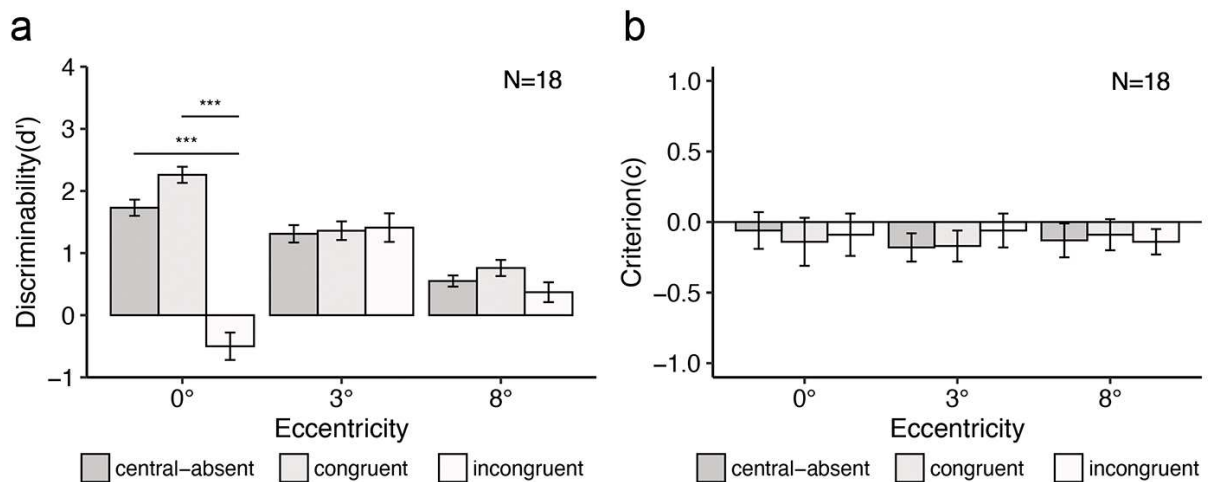 a
4
3
2
1
0
−1
Discriminability(d')
N=18
***
***
0°
3°
8°
Eccentricity
central−absent
congruent
incongruent
b
1.0
0.5
0.0
−0.5
−1.0
Criterion(c)
N=18
0°
3°
8°
Eccentricity
central−absent
congruent
incongruent